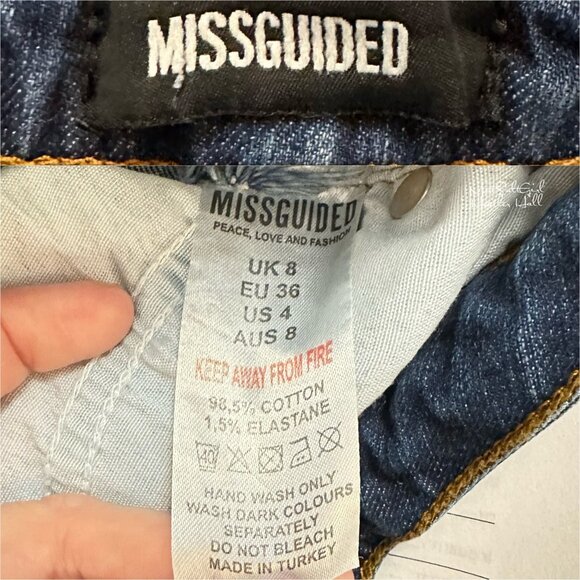 MISSGUIDED
MISSGUIDED
PEACE, LOVE AND FASHION
UK 8
EU 36
US 4
AUS 8
KEEP AWAY FROM FIRE
98,5% COTTON
1,5% ELASTANE
40
HAND WASH ONLY
WASH DARK COLOURS
SEPARATELY
DO NOT BLEACH
MADE IN TURKEY